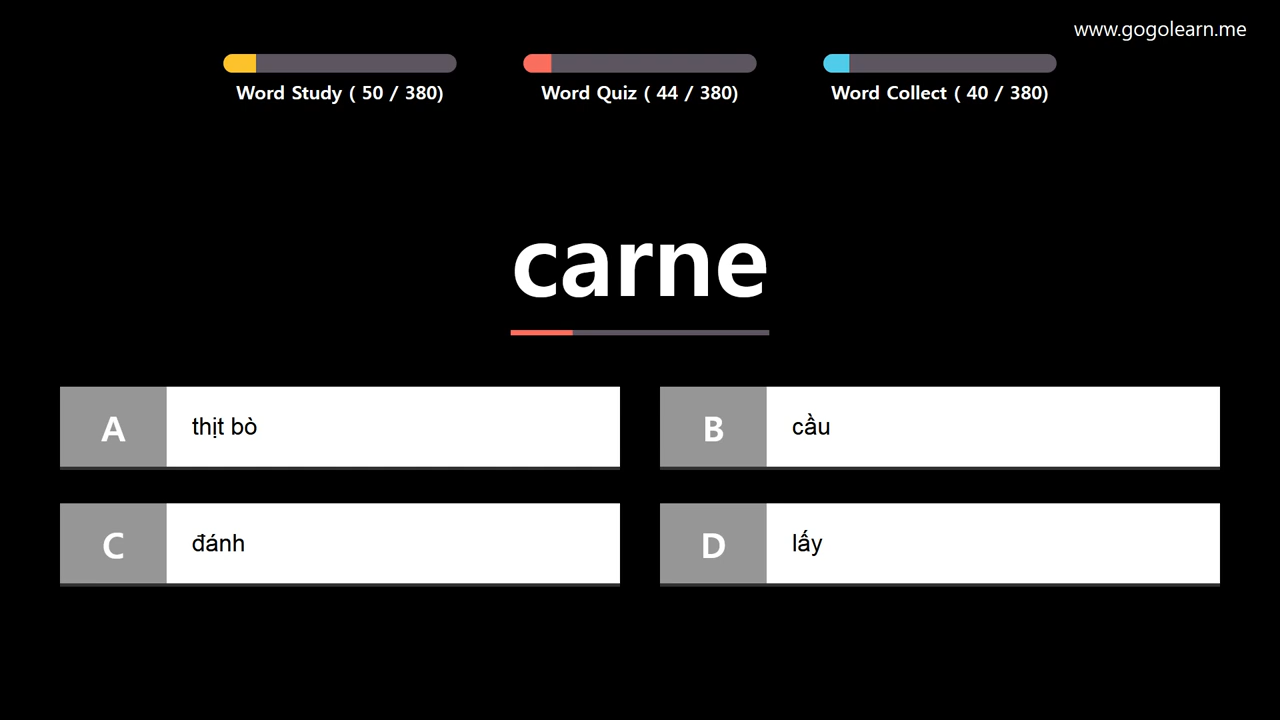 www.gogolearn.me
Word Study ( 50 / 380)
Word Quiz ( 44 / 380)
Word Collect ( 40 / 380)
carne
A thịt bò
B cầu
C đánh
D lấy